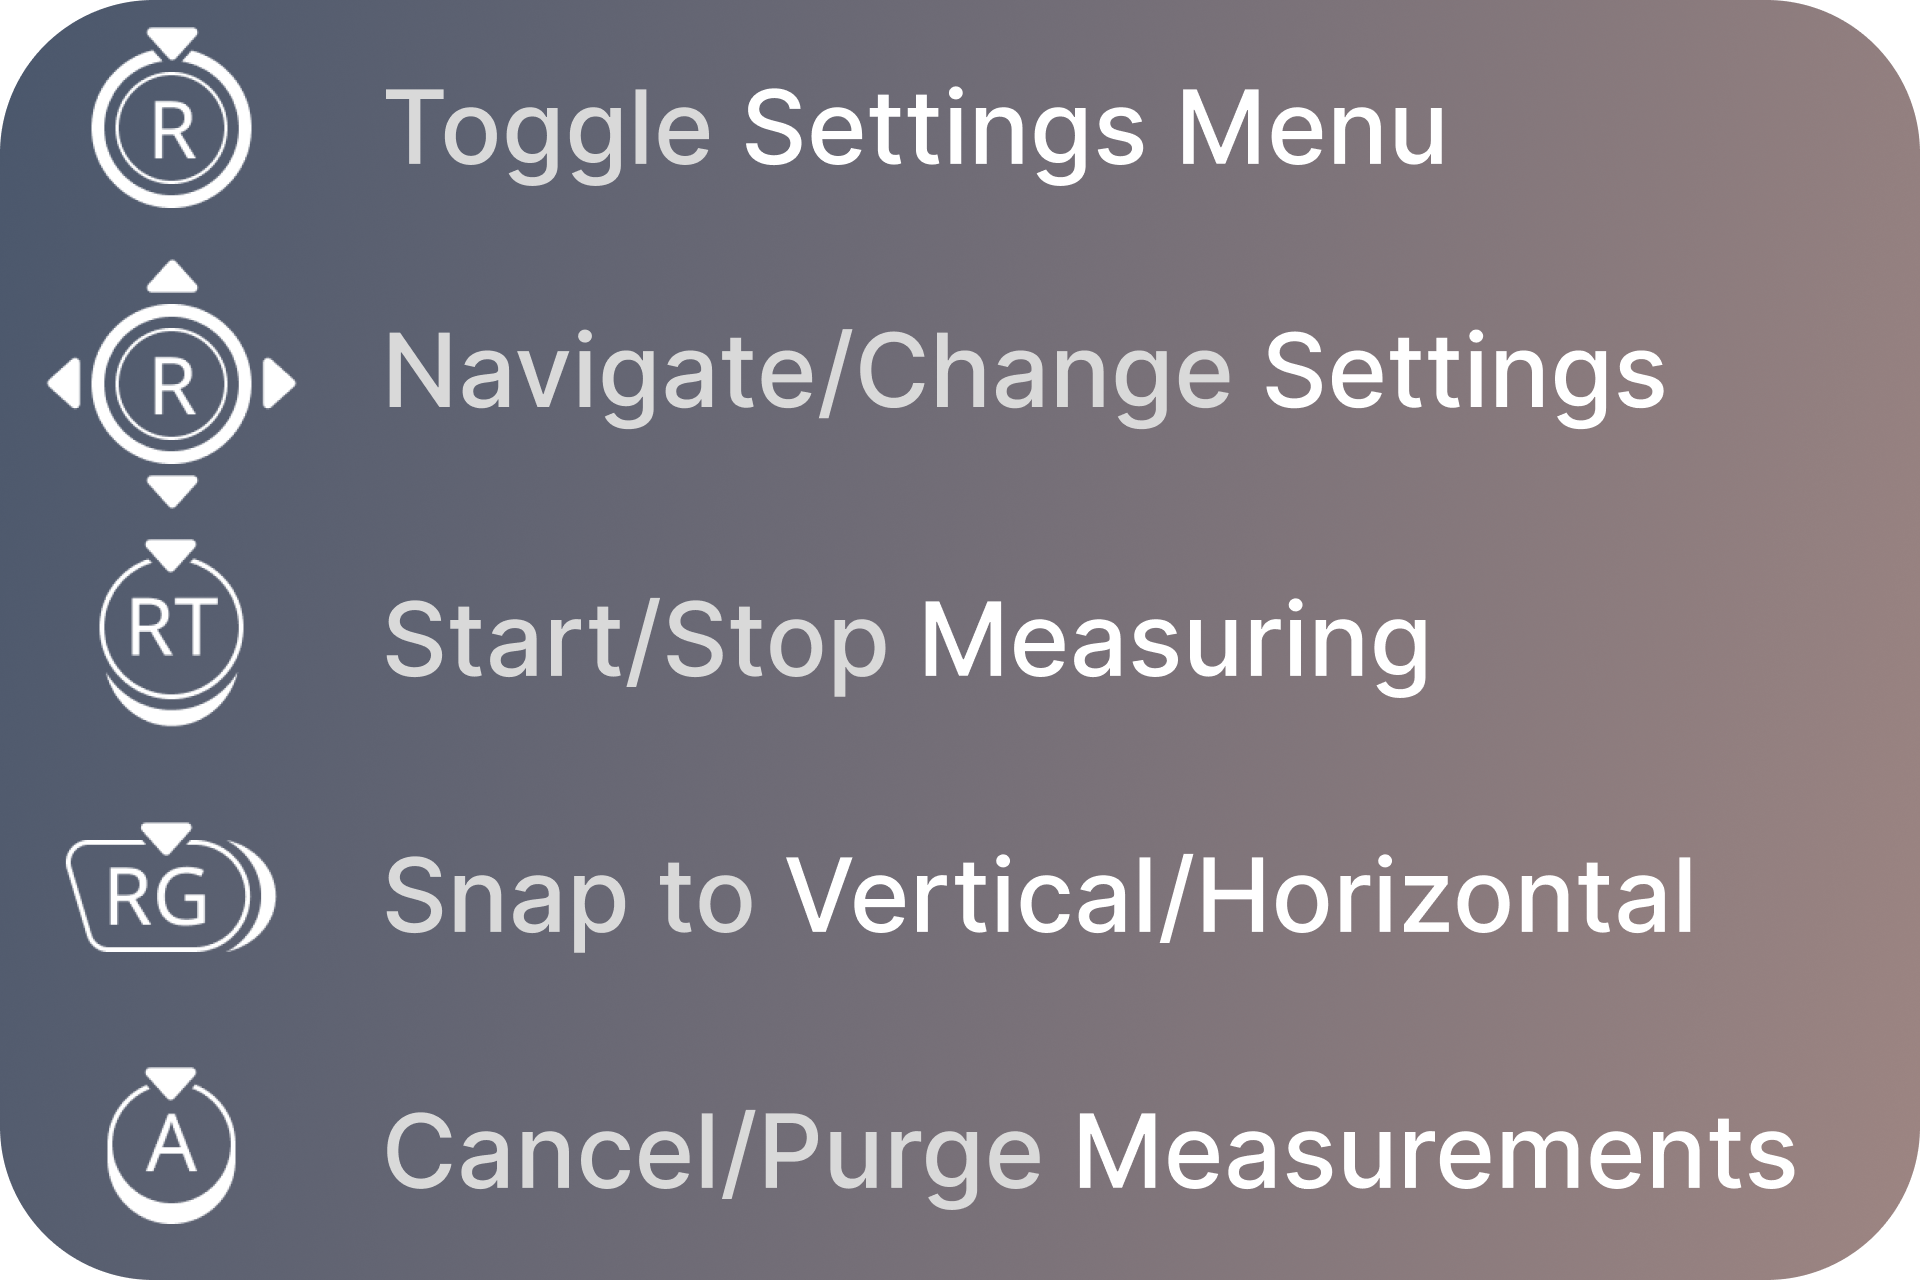 R Toggle Settings Menu
R Navigate/Change Settings
RT Start/Stop Measuring
RG Snap to Vertical/Horizontal
A Cancel/Purge Measurements